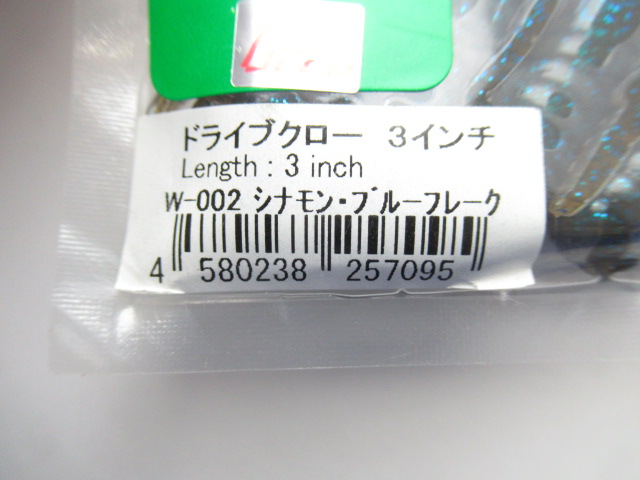 ドライブクロー 3インチ
Length : 3 inch
W-002 ｼﾅﾓﾝ･ﾌﾞﾙｰﾌﾚｰｸ
4 580238 257095